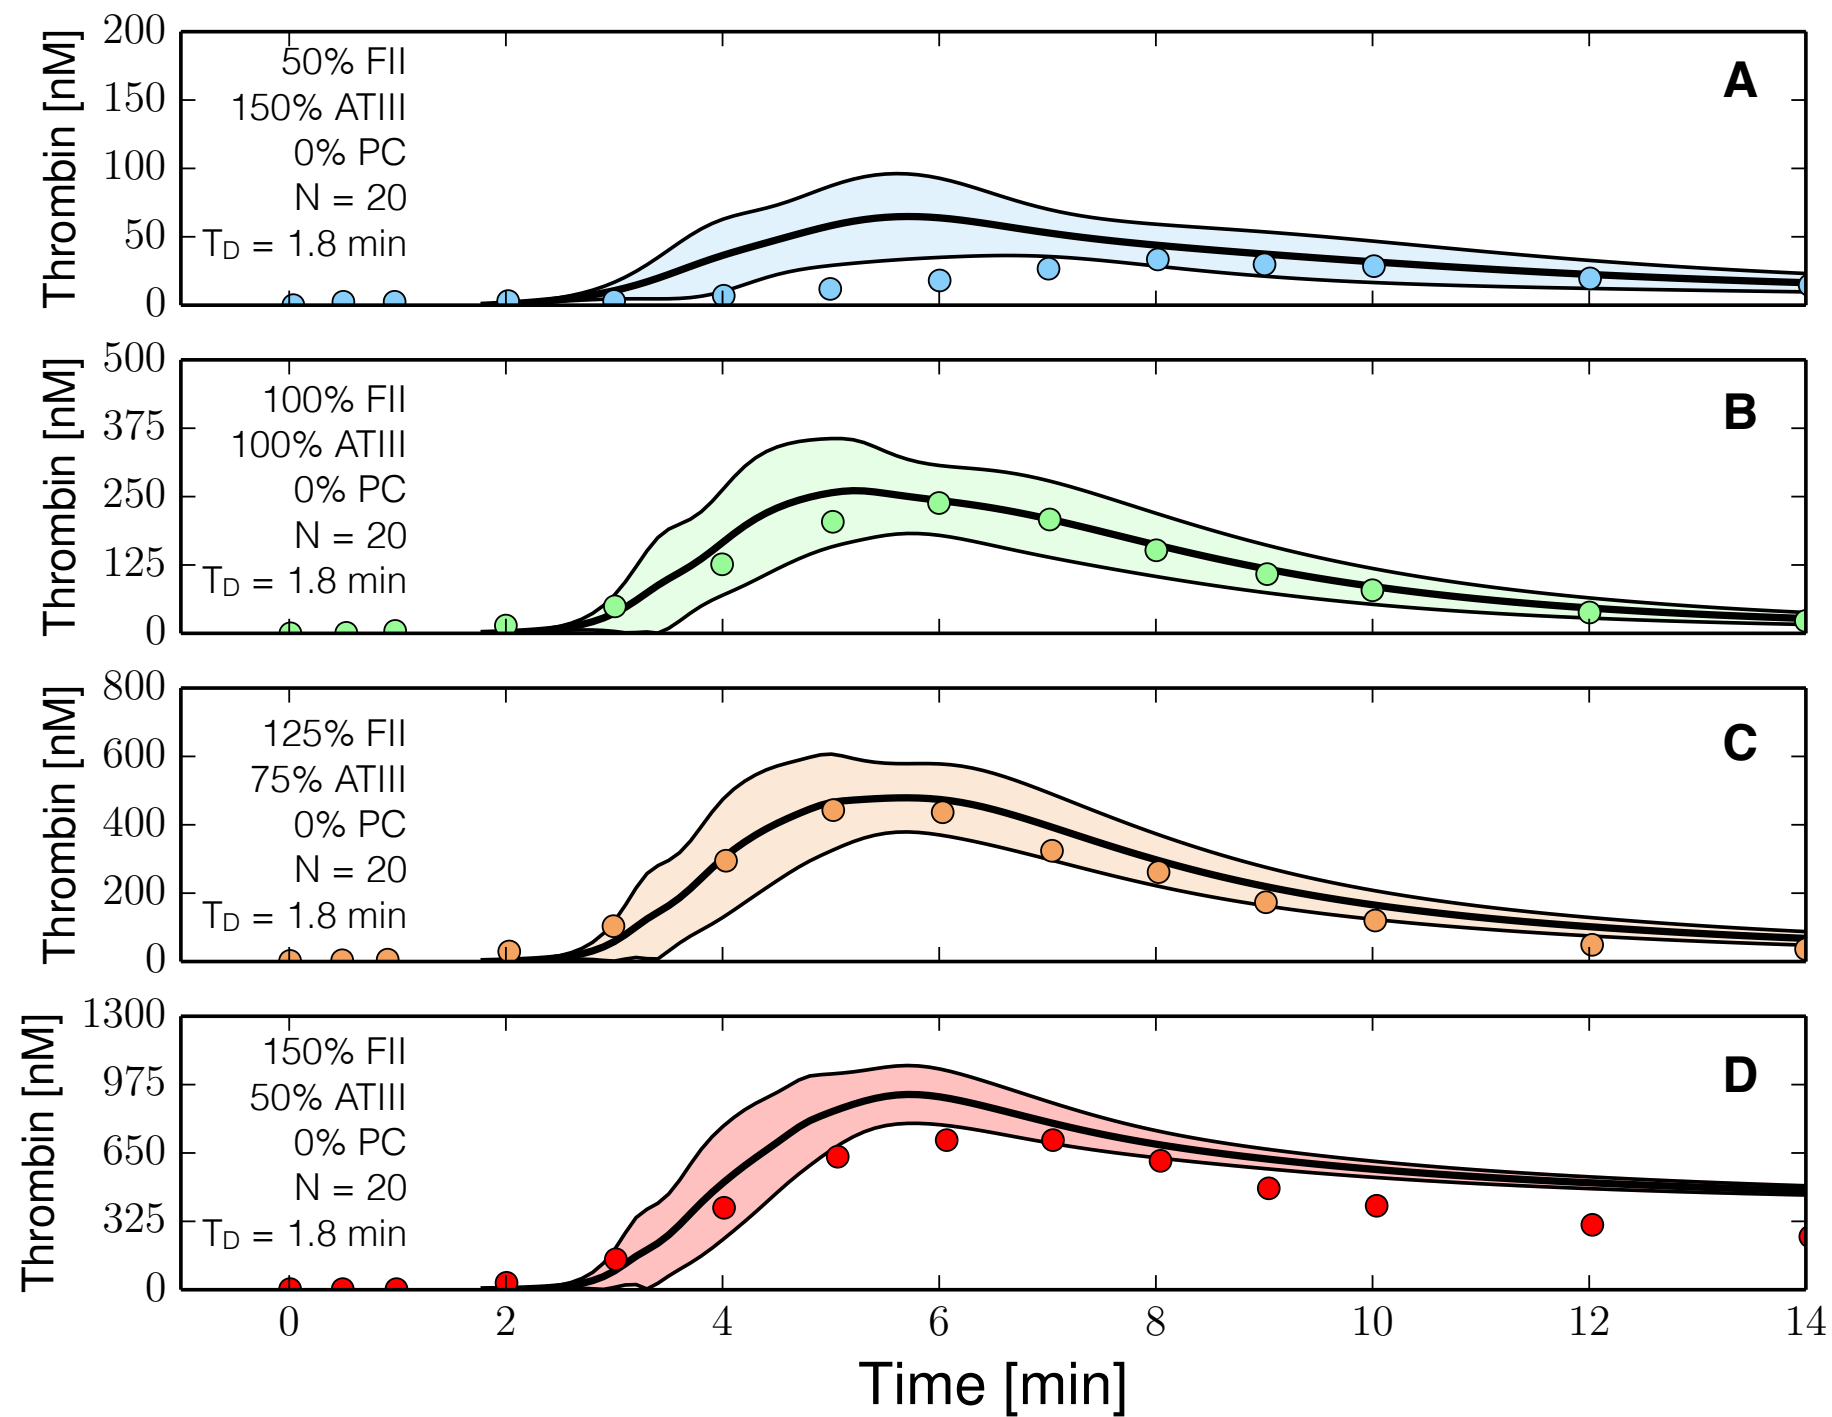 200
150
100
50
0
Thrombin [nM]
50% FII
150% ATIII
0% PC
N = 20
T_D = 1.8 min
A
500
375
250
125
0
Thrombin [nM]
100% FII
100% ATIII
0% PC
N = 20
T_D = 1.8 min
B
800
600
400
200
0
Thrombin [nM]
125% FII
75% ATIII
0% PC
N = 20
T_D = 1.8 min
C
1300
975
650
325
0
Thrombin [nM]
150% FII
50% ATIII
0% PC
N = 20
T_D = 1.8 min
D
0 2 4 6 8 10 12 14
Time [min]